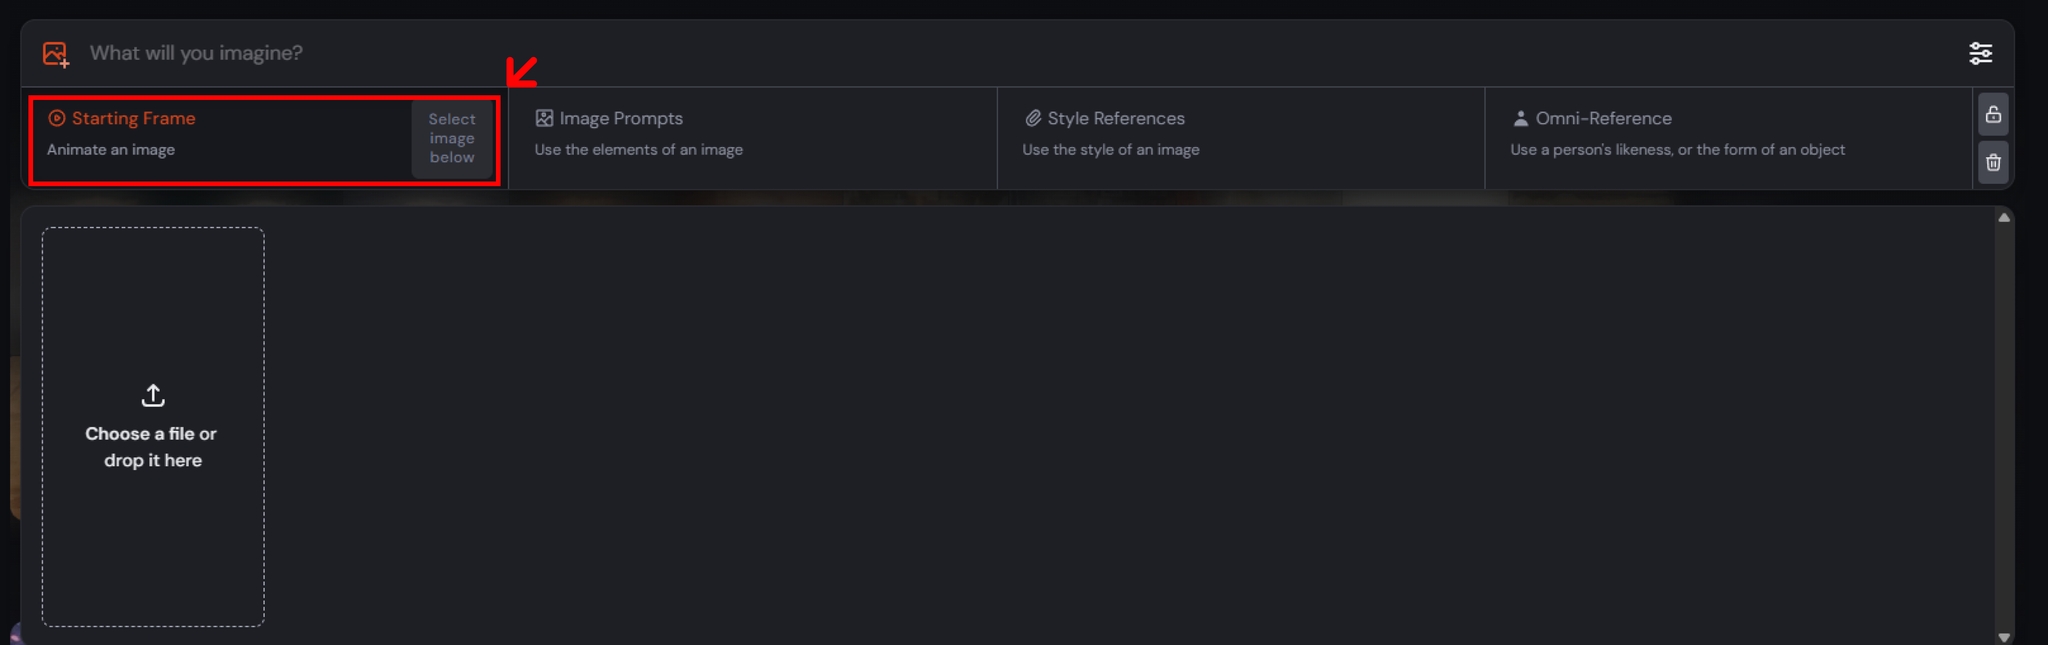 What will you imagine?
Starting Frame
Animate an image
Select
image
below
Image Prompts
Use the elements of an image
Style References
Use the style of an image
Omni-Reference
Use a person's likeness, or the form of an object
Choose a file or
drop it here